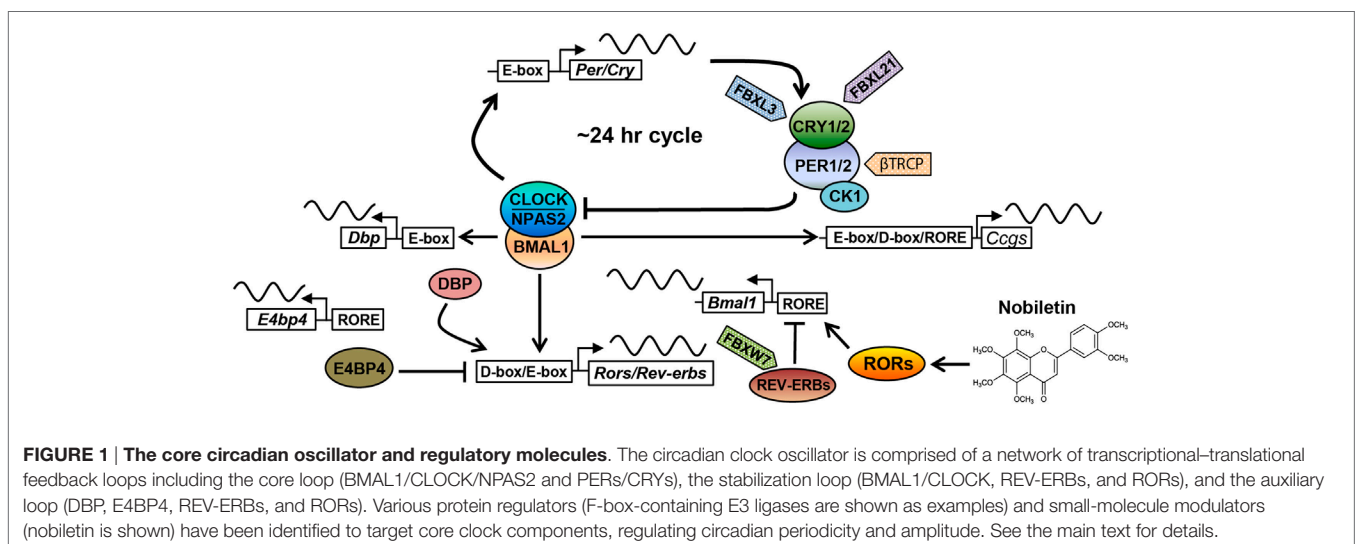 E-box Per/Cry
FBXL3
FBXL21
CRY1/2
~24 hr cycle
PER1/2
βTRCP
CK1
CLOCK
NPAS2
BMAL1
Dbp E-box
E-box/D-box/RORE Ccgs
DBP
E4bp4 RORE
E4BP4
D-box/E-box Rors/Rev-erbs
Bmal1 RORE
FBXW7
REV-ERBs
RORs
Nobiletin
OCH₃
OCH₃
H₃CO
O
OCH₃
H₃CO
OCH₃
O
FIGURE 1 | The core circadian oscillator and regulatory molecules. The circadian clock oscillator is comprised of a network of transcriptional–translational
feedback loops including the core loop (BMAL1/CLOCK/NPAS2 and PERs/CRYs), the stabilization loop (BMAL1/CLOCK, REV-ERBs, and RORs), and the auxiliary
loop (DBP, E4BP4, REV-ERBs, and RORs). Various protein regulators (F-box-containing E3 ligases are shown as examples) and small-molecule modulators
(nobiletin is shown) have been identified to target core clock components, regulating circadian periodicity and amplitude. See the main text for details.